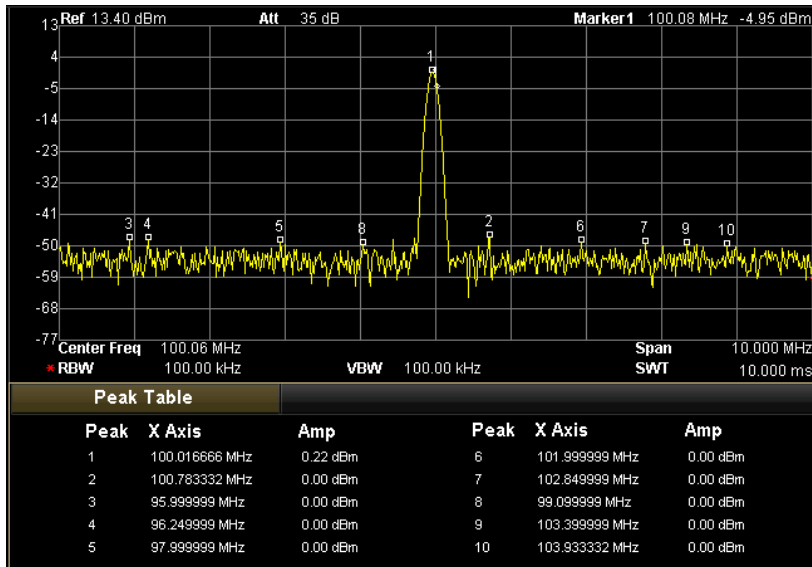 Ref 13.40 dBm Att 35 dB Marker1 100.08 MHz -4.95 dBm
13
4
1
-5
-14
-23
-32
-41
3 4 5 8 2 6 7 9 10
-50
-59
-68
-77
Center Freq 100.06 MHz Span 10.000 MHz
* RBW 100.00 kHz VBW 100.00 kHz SWT 10.000 ms
Peak Table
Peak X Axis Amp Peak X Axis Amp
1 100.016666 MHz 0.22 dBm 6 101.999999 MHz 0.00 dBm
2 100.783332 MHz 0.00 dBm 7 102.849999 MHz 0.00 dBm
3 95.999999 MHz 0.00 dBm 8 99.099999 MHz 0.00 dBm
4 96.249999 MHz 0.00 dBm 9 103.399999 MHz 0.00 dBm
5 97.999999 MHz 0.00 dBm 10 103.933332 MHz 0.00 dBm